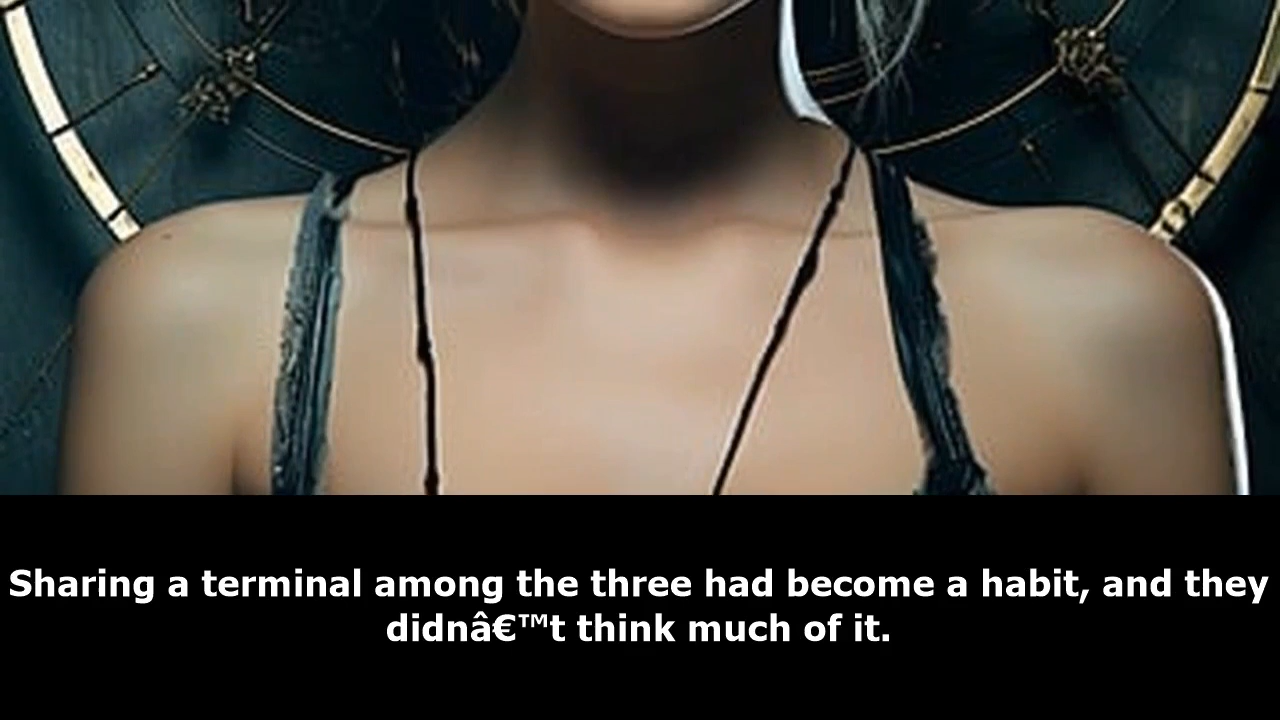 Sharing a terminal among the three had become a habit, and they
didnâ€™t think much of it.